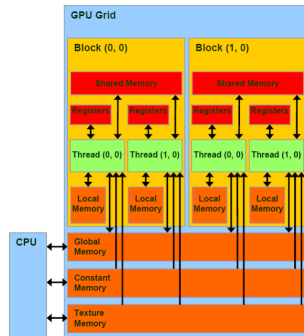 GPU Grid
Block (0, 0)
Block (1, 0)
Shared Memory
Shared Memory
Registers
Registers
Registers
Registers
Thread (0, 0)
Thread (1, 0)
Thread (0, 0)
Thread (1, 0)
Local
Memory
Local
Memory
Local
Memory
Local
Memory
CPU
Global
Memory
Constant
Memory
Texture
Memory